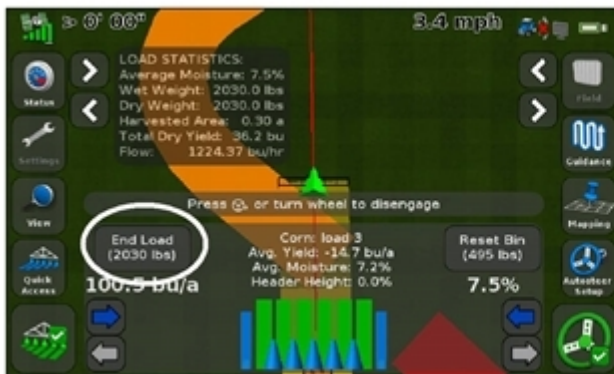 > 0' 00"
3.4 mph
LOAD STATISTICS:
Average Moisture: 7.5%
Wet Weight: 2030.0 lbs
Dry Weight: 2030.0 lbs
Harvested Area: 0.30 a
Total Dry Yield: 36.2 bu
Flow: 1224.37 bu/hr
Status
Settings
View
Quick
Access
Field
Guidance
Mapping
Autosteer
Setup
Press or turn wheel to disengage
End Load
(2030 lbs)
Corn: load 3
Avg. Yield: -14.7 bu/a
Avg. Moisture: 7.2%
Header Height: 0.0%
Reset Bin
(495 lbs)
100.5 bu/a
7.5%